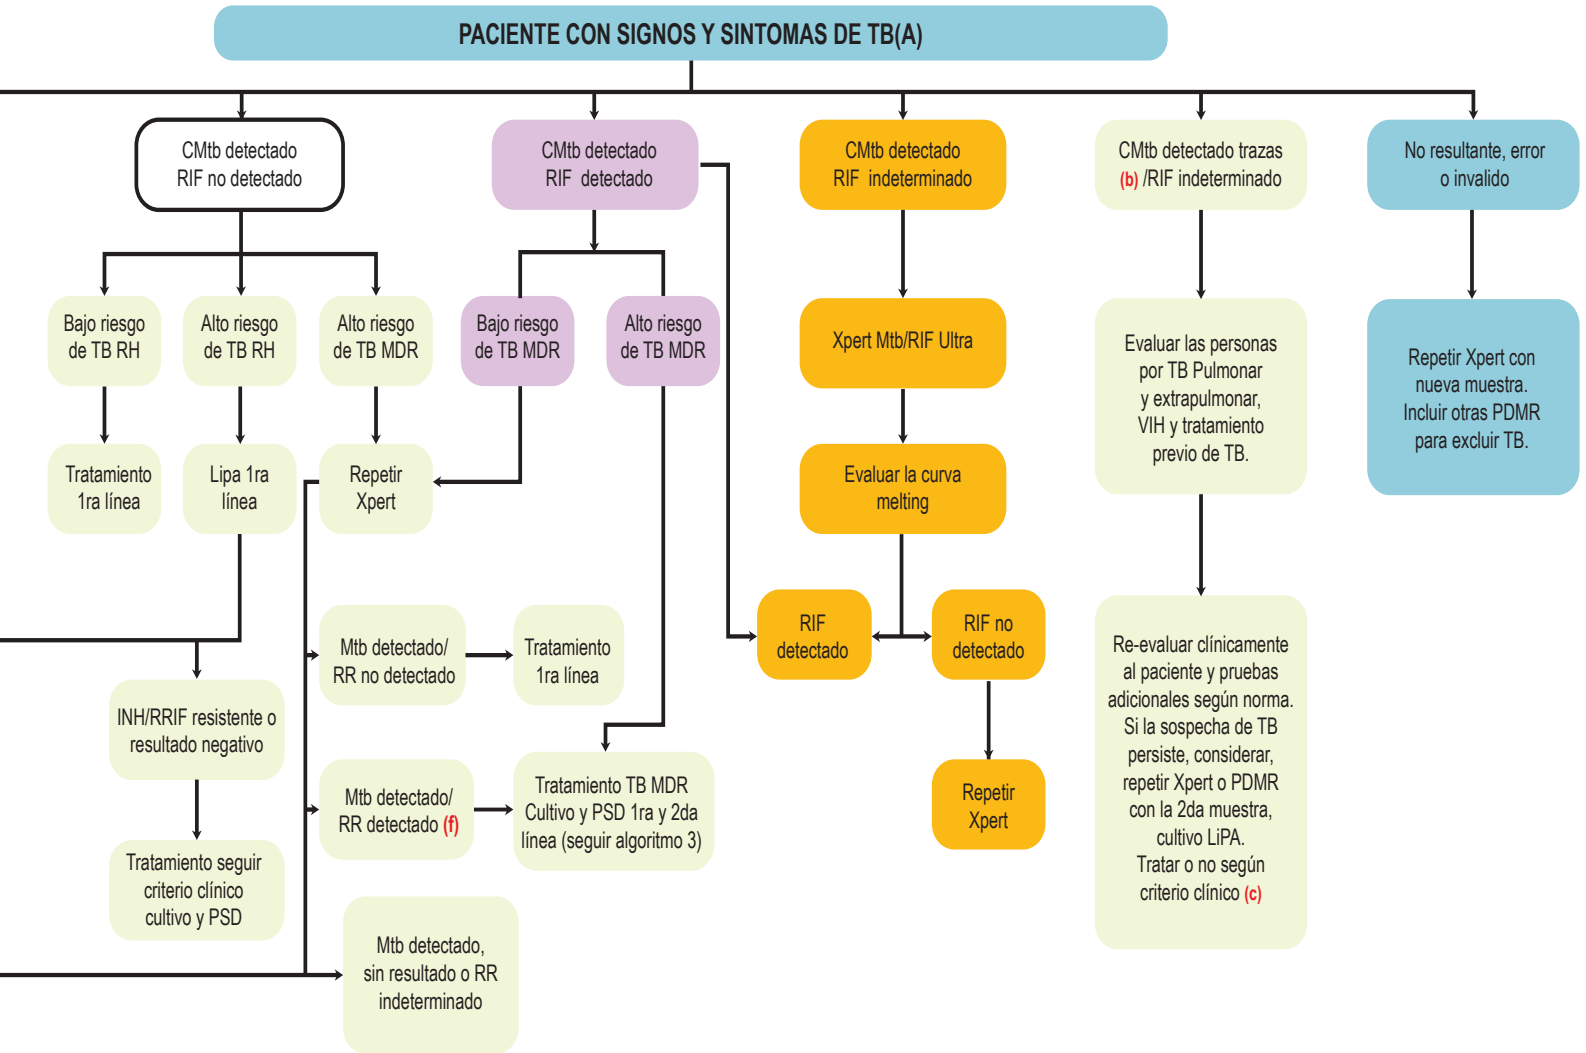 PACIENTE CON SIGNOS Y SINTOMAS DE TB(A)
CMtb detectado
RIF no detectado
CMtb detectado
RIF detectado
CMtb detectado
RIF indeterminado
CMtb detectado trazas
(b) /RIF indeterminado
No resultante, error
o invalido
Bajo riesgo
de TB RH
Alto riesgo
de TB RH
Alto riesgo
de TB MDR
Bajo riesgo
de TB MDR
Alto riesgo
de TB MDR
Xpert Mtb/RIF Ultra
Evaluar las personas
por TB Pulmonar
y extrapulmonar,
VIH y tratamiento
previo de TB.
Repetir Xpert con
nueva muestra.
Incluir otras PDMR
para excluir TB.
Tratamiento
1ra línea
Lipa 1ra
línea
Repetir
Xpert
Evaluar la curva
melting
Mtb detectado/
RR no detectado
Tratamiento
1ra línea
RIF
detectado
RIF no
detectado
Re-evaluar clínicamente
al paciente y pruebas
adicionales según norma.
Si la sospecha de TB
persiste, considerar,
repetir Xpert o PDMR
con la 2da muestra,
cultivo LiPA.
Tratar o no según
criterio clínico (c)
INH/RRIF resistente o
resultado negativo
Mtb detectado/
RR detectado (f)
Tratamiento TB MDR
Cultivo y PSD 1ra y 2da
línea (seguir algoritmo 3)
Repetir
Xpert
Tratamiento seguir
criterio clínico
cultivo y PSD
Mtb detectado,
sin resultado o RR
indeterminado